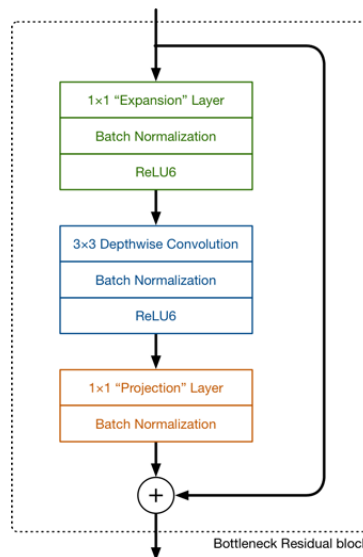 1×1 “Expansion” Layer
Batch Normalization
ReLU6
3×3 Depthwise Convolution
Batch Normalization
ReLU6
1×1 “Projection” Layer
Batch Normalization
+
Bottleneck Residual block